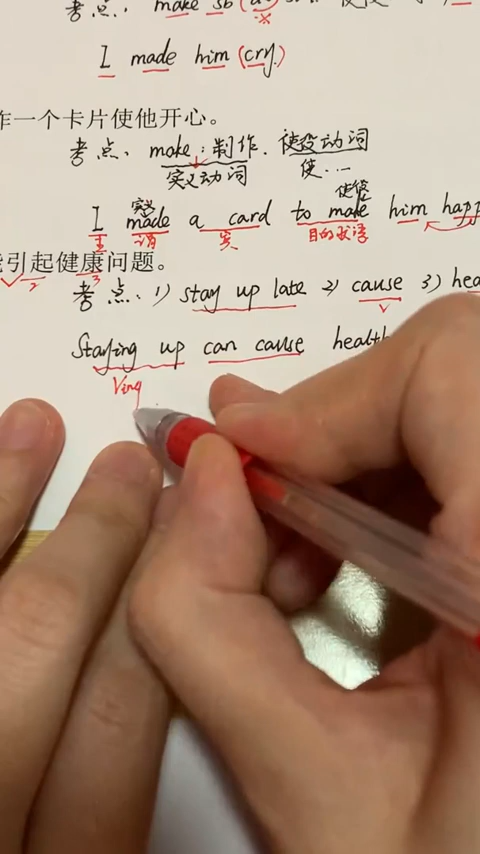 考点. make sb
I made him (cry.)
作一个卡片使他开心。
考点. make:制作. 使役动词
实义动词 使...
实义 使役
I made a card to make him happ
主 谓 宾 目的状语
引起健康问题。
2 3
考点:1) stay up late 2) cause 3) hea
V
Staying up can cause health
Ving